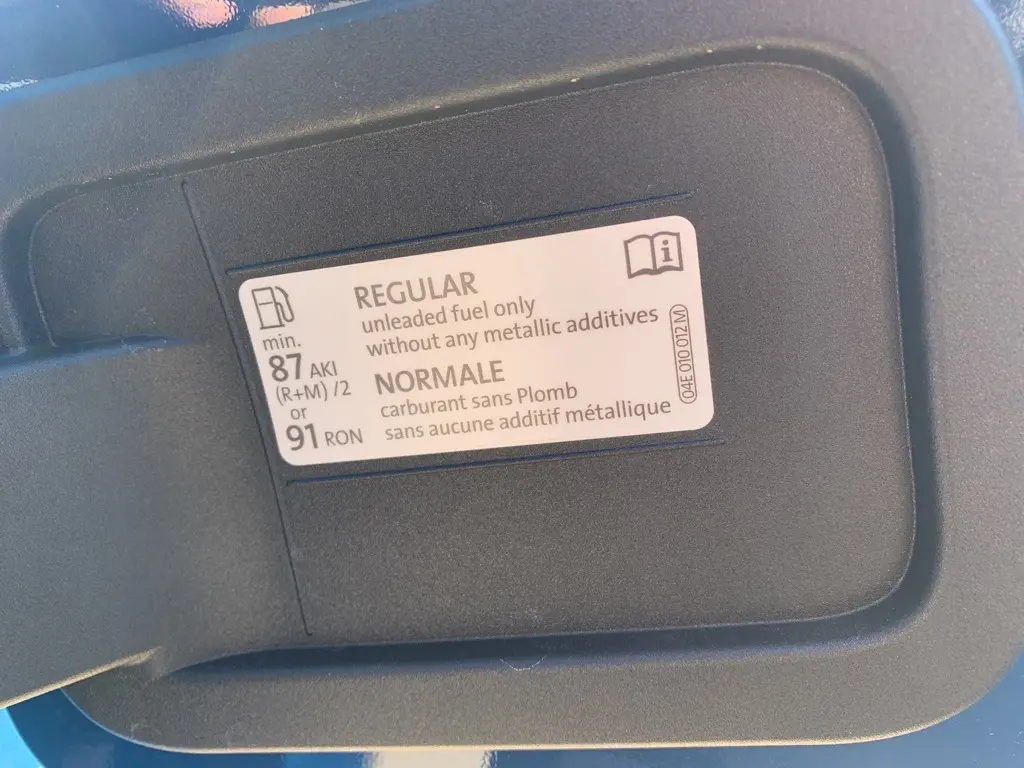 min.
87 AKI
(R+M) /2
or
91 RON
REGULAR
unleaded fuel only
without any metallic additives
NORMALE
carburant sans Plomb
sans aucune additif métallique
i
04E 010 012 M